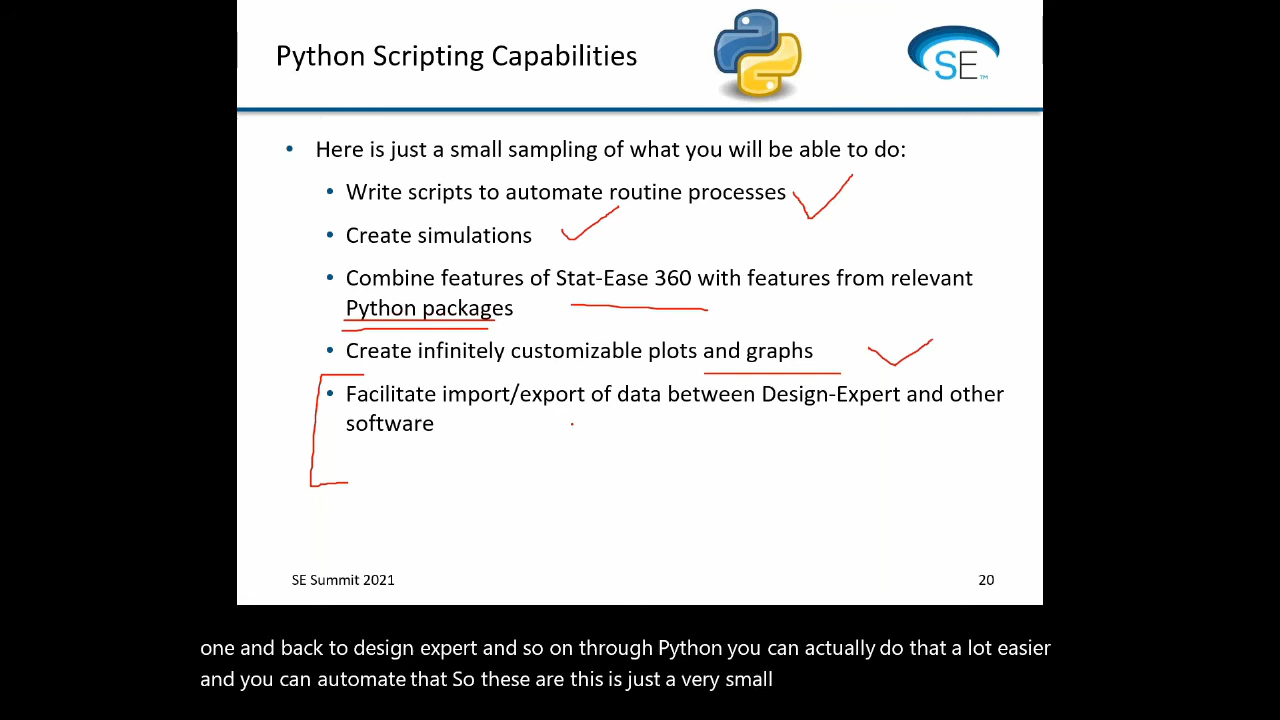 Python Scripting Capabilities
SE™
• Here is just a small sampling of what you will be able to do:
• Write scripts to automate routine processes
• Create simulations
• Combine features of Stat-Ease 360 with features from relevant
Python packages
• Create infinitely customizable plots and graphs
• Facilitate import/export of data between Design-Expert and other
software
SE Summit 2021
20
one and back to design expert and so on through Python you can actually do that a lot easier
and you can automate that So these are this is just a very small